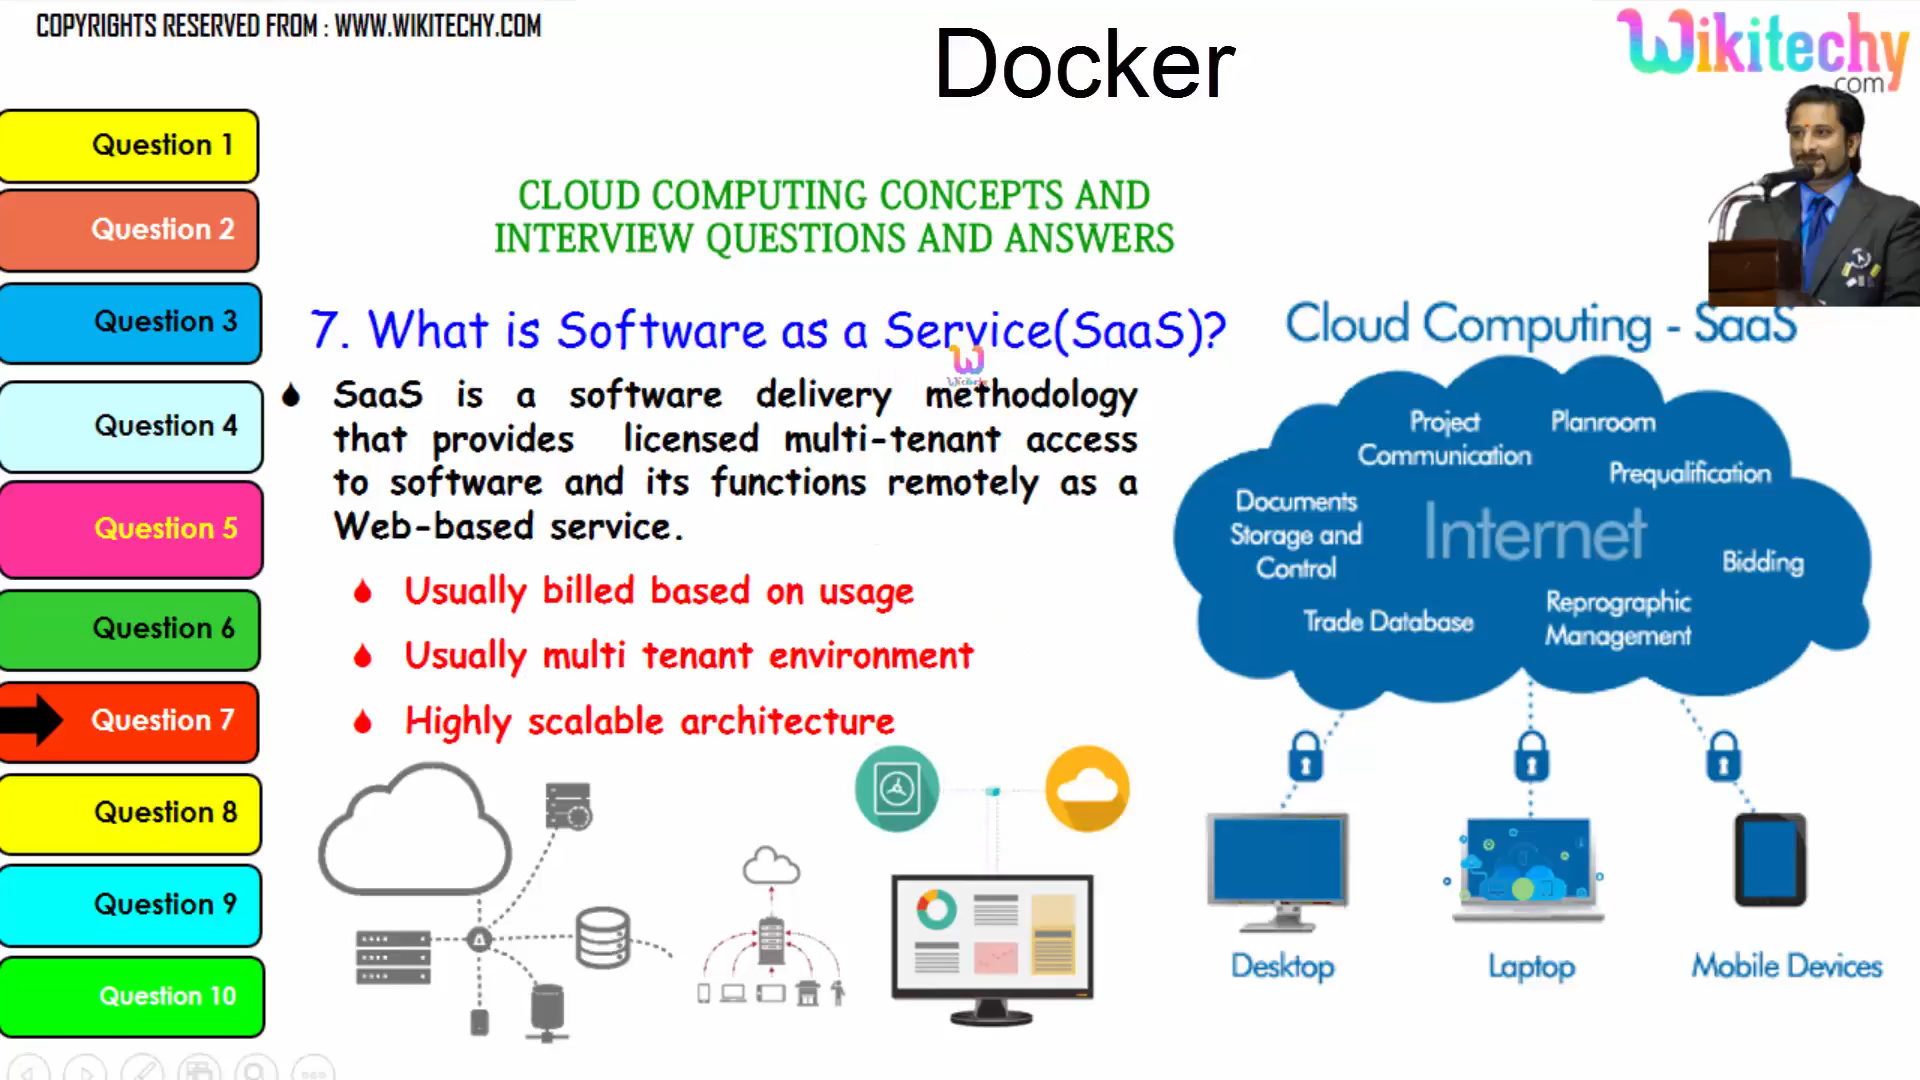 COPYRIGHTS RESERVED FROM : WWW.WIKITECHY.COM
Docker
Wikitechy
.com
Question 1
Question 2
Question 3
Question 4
Question 5
Question 6
Question 7
Question 8
Question 9
Question 10
CLOUD COMPUTING CONCEPTS AND
INTERVIEW QUESTIONS AND ANSWERS
7. What is Software as a Service(SaaS)?
SaaS is a software delivery methodology
that provides licensed multi-tenant access
to software and its functions remotely as a
Web-based service.
Usually billed based on usage
Usually multi tenant environment
Highly scalable architecture
Cloud Computing - SaaS
Project
Communication
Planroom
Prequalification
Documents
Storage and
Control
Internet
Bidding
Trade Database
Reprographic
Management
Desktop
Laptop
Mobile Devices